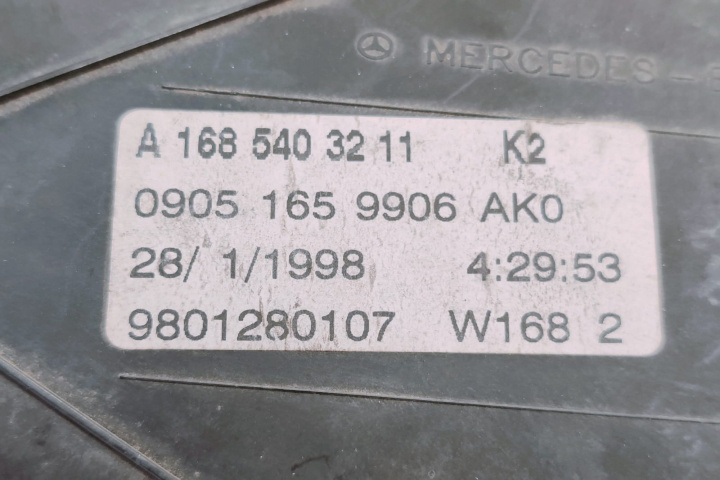 MERCEDES -
A 168 540 32 11 K2
0905 165 9906 AK0
28/ 1/1998 4:29:53
9801280107 W168 2